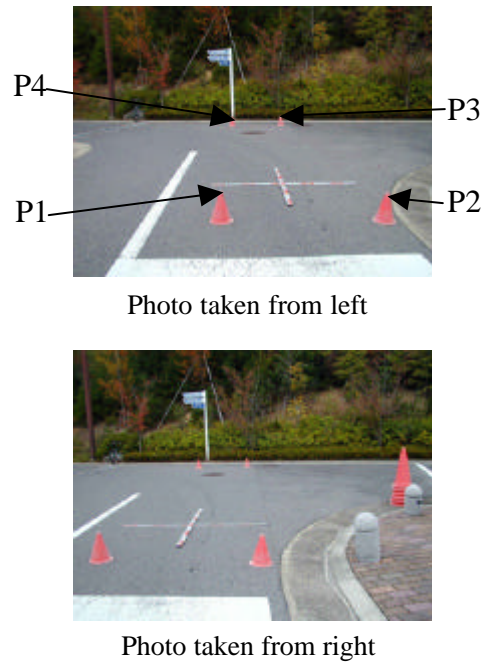 P4
P3
P1
P2
Photo taken from left
Photo taken from right